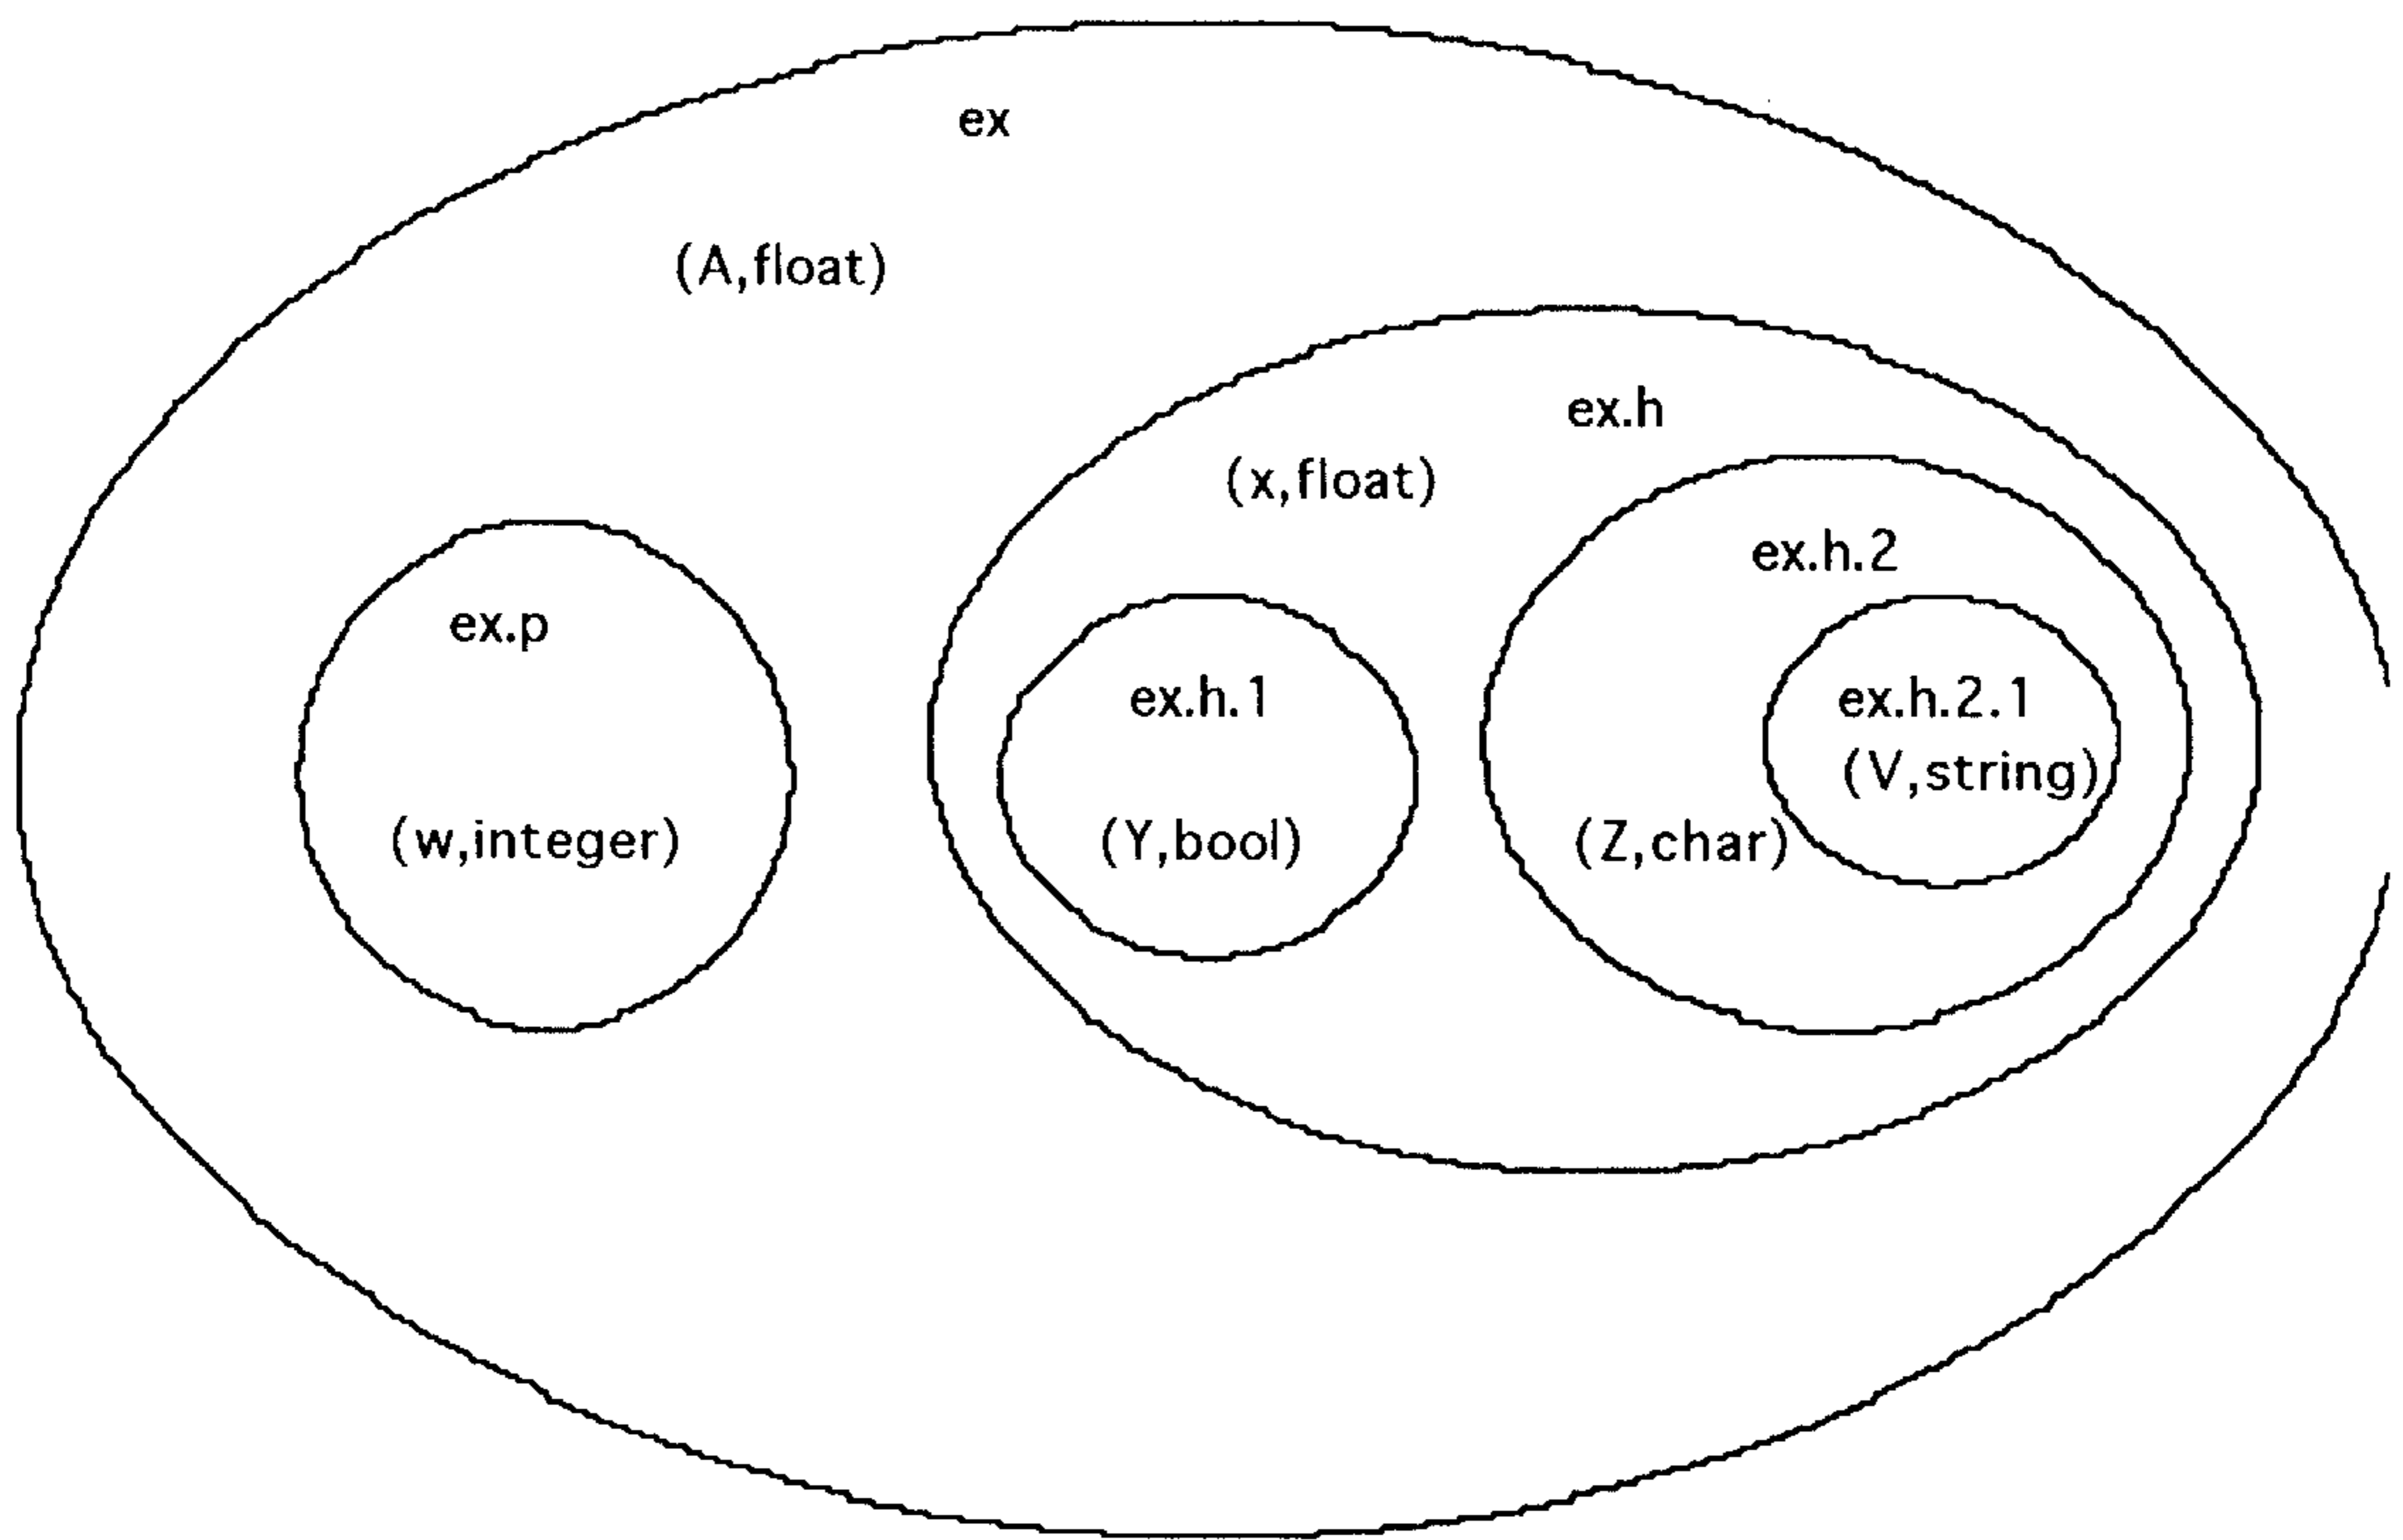 ex
(A,float)
ex.h
(x,float)
ex.h.2
ex.p
ex.h.1
ex.h.2.1
(V,string)
(w,integer)
(Y,bool)
(Z,char)